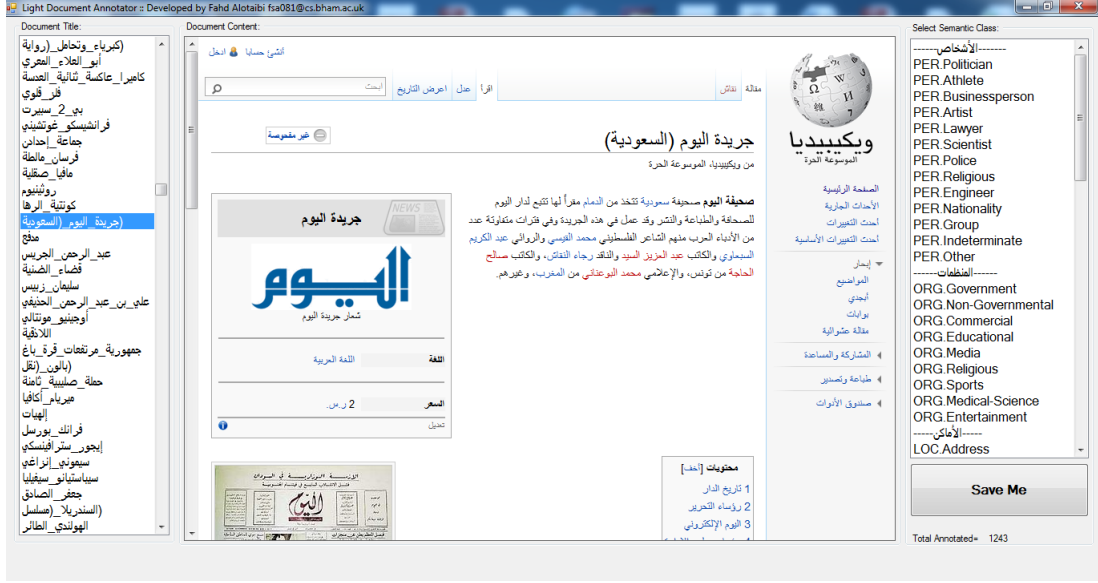 Light Document Annotator :: Developed by Fahd Alotaibi fsa081@cs.bham.ac.uk
Document Title:
(كبرياء_وتحامل_(رواية
أبو_العلاء_المعري
كاميرا_عاكسة_ثنائية_العدسة
فلر_قلوي
بي_2_سبيرت
فرانشيسكو_غوتشيني
جماعة_إحدادن
فرسان_مالطة
مافيا_صقلية
روثينيوم
كونتية_الرها
(جريدة_اليوم_(السعودية
مدفع
عبد_الرحمن_الجريس
قضاء_الضنية
سليمان_زبيس
علي_بن_عبد_الرحمن_الحذيفي
أوجينيو_مونتالي
اللاذقية
جمهورية_مرتفعات_قرة_باغ
(بالون_(نقل
حملة_صليبية_ثامنة
ميريام_أكافيا
إلهيات
فرانك_بورسل
إيجور_سترافينسكي
سيموني_إنزاغي
سيباستيانو_سيفيليا
جعفر_الصادق
(السندريلا_(مسلسل
الهولندي_الطائر
Document Content:
أنشئ حسابا ادخل
مقالة نقاش اقرأ عدل اعرض التاريخ ابحث
ويكيبيديا
الموسوعة الحرة
الصفحة الرئيسية
الأحداث الجارية
أحدث التغييرات
أحدث التغييرات الأساسية
إبحار
المواضيع
أبجدي
بوابات
مقالة عشوائية
المشاركة والمساعدة
طباعة وتصدير
صندوق الأدوات
غير مفحوصة
جريدة اليوم (السعودية)
من ويكيبيديا، الموسوعة الحرة
صحيفة اليوم صحيفة سعودية تتخذ من الدمام مقراً لها تتبع لدار اليوم
للصحافة والطباعة والنشر وقد عمل في هذه الجريدة وفي فترات متفاوتة عدد
من الأدباء العرب منهم الشاعر الفلسطيني محمد القيسي والروائي عبد الكريم
السبعاوي والكاتب عبد العزيز السيد والناقد رجاء النقاش، والكاتب صالح
الحاجة من تونس، والإعلامي محمد البوعناني من المغرب، وغيرهم.
جريدة اليوم
NEWS
اليوم
شعار جريدة اليوم
اللغة اللغة العربية
السعر 2 ر.س.
تعديل
اليوم
محتويات [أخف]
1 تاريخ الدار
2 رؤساء التحرير
3 اليوم الإلكتروني
Select Semantic Class:
-------الأشخاص------
PER.Politician
PER.Athlete
PER.Businessperson
PER.Artist
PER.Lawyer
PER.Scientist
PER.Police
PER.Religious
PER.Engineer
PER.Nationality
PER.Group
PER.Indeterminate
PER.Other
------المنظمات------
ORG.Government
ORG.Non-Governmental
ORG.Commercial
ORG.Educational
ORG.Media
ORG.Religious
ORG.Sports
ORG.Medical-Science
ORG.Entertainment
-----الأماكن-----
LOC.Address
Save Me
Total Annotated= 1243